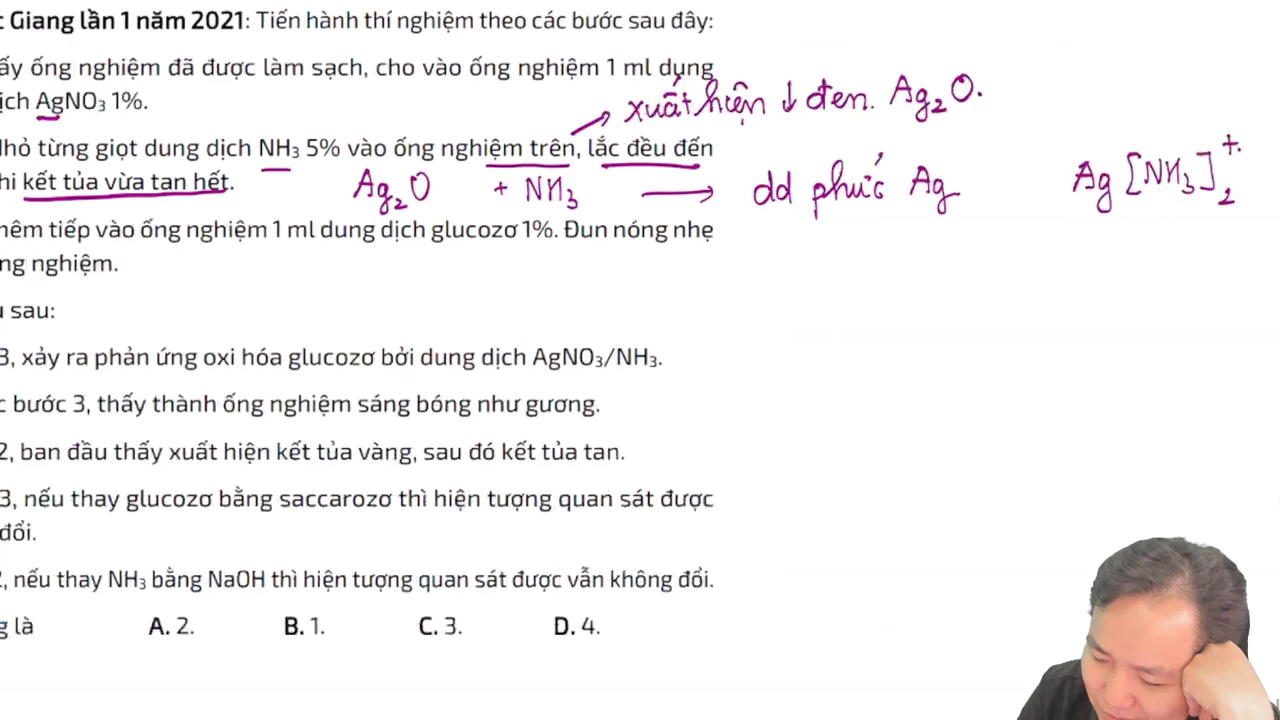 c Giang lần 1 năm 2021: Tiến hành thí nghiệm theo các bước sau đây:
ấy ống nghiệm đã được làm sạch, cho vào ống nghiệm 1 ml dụng
ịch AgNO₃ 1%.
xuất hiện ↓ đen. Ag₂O.
hỏ từng giọt dung dịch NH₃ 5% vào ống nghiệm trên, lắc đều đến
hi kết tủa vừa tan hết.
Ag₂O + NH₃ → dd phức Ag Ag[NH₃]₂⁺.
hêm tiếp vào ống nghiệm 1 ml dung dịch glucozơ 1%. Đun nóng nhẹ
ng nghiệm.
u sau:
3, xảy ra phản ứng oxi hóa glucozơ bởi dung dịch AgNO₃/NH₃.
c bước 3, thấy thành ống nghiệm sáng bóng như gương.
2, ban đầu thấy xuất hiện kết tủa vàng, sau đó kết tủa tan.
3, nếu thay glucozơ bằng saccarozơ thì hiện tượng quan sát được
đổi.
2, nếu thay NH₃ bằng NaOH thì hiện tượng quan sát được vẫn không đổi.
g là A. 2. B. 1. C. 3. D. 4.